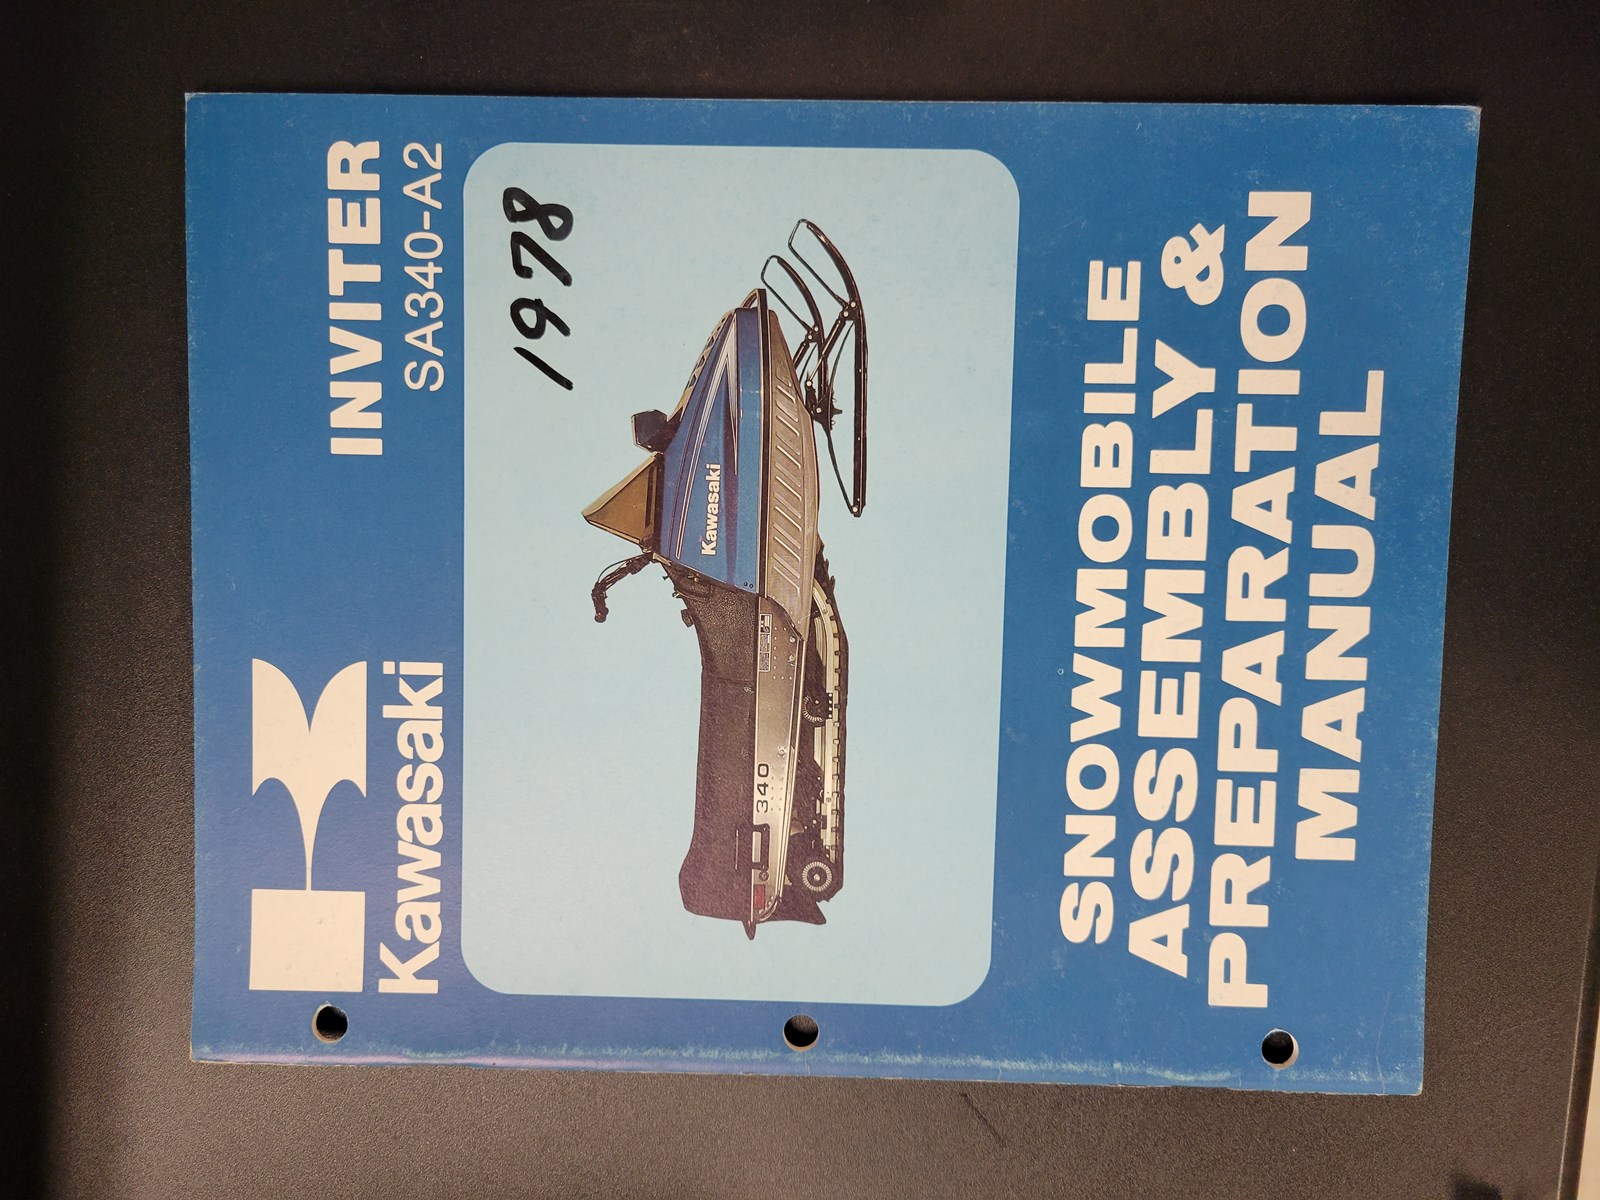 Kawasaki
INVITER
SA340-A2
1978
Kawasaki
340
SNOWMOBILE
ASSEMBLY &
PREPARATION
MANUAL